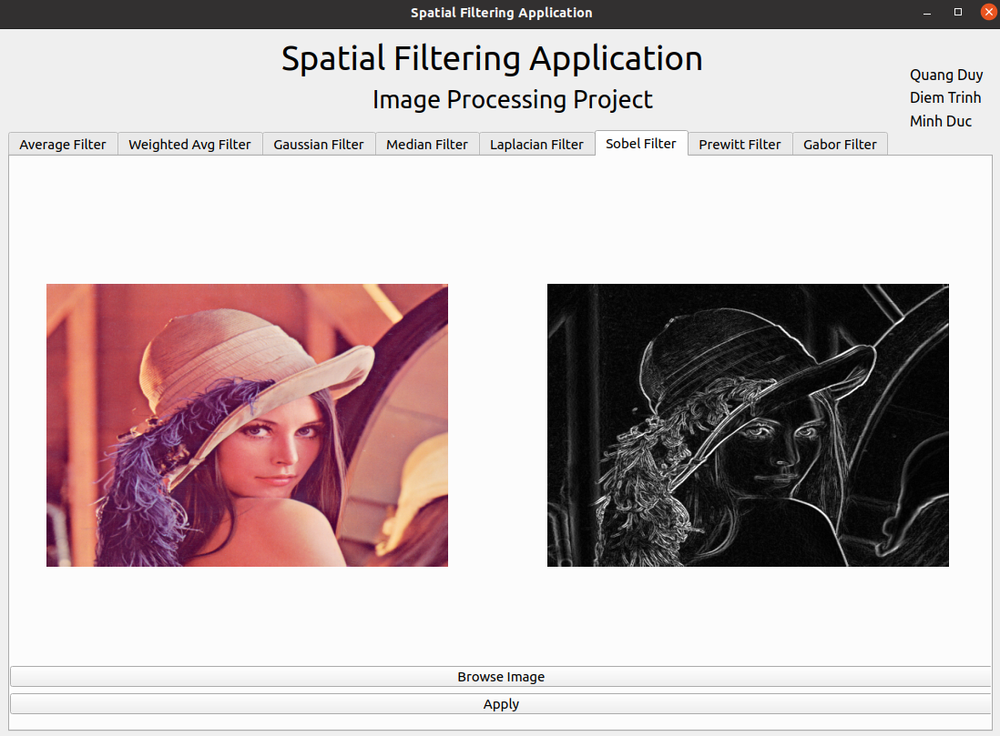 Spatial Filtering Application
Spatial Filtering Application
Image Processing Project
Quang Duy
Diem Trinh
Minh Duc
Average Filter
Weighted Avg Filter
Gaussian Filter
Median Filter
Laplacian Filter
Sobel Filter
Prewitt Filter
Gabor Filter
Browse Image
Apply